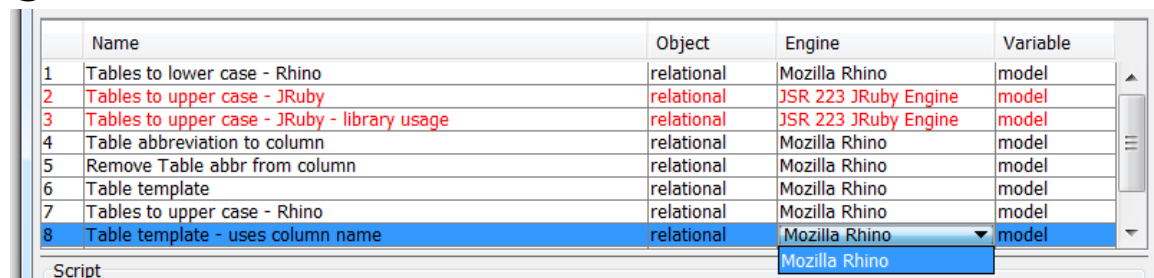 Name Object Engine Variable
1 Tables to lower case - Rhino relational Mozilla Rhino model
2 Tables to upper case - JRuby relational JSR 223 JRuby Engine model
3 Tables to upper case - JRuby - library usage relational JSR 223 JRuby Engine model
4 Table abbreviation to column relational Mozilla Rhino model
5 Remove Table abbr from column relational Mozilla Rhino model
6 Table template relational Mozilla Rhino model
7 Tables to upper case - Rhino relational Mozilla Rhino model
8 Table template - uses column name relational Mozilla Rhino model
Mozilla Rhino
Script